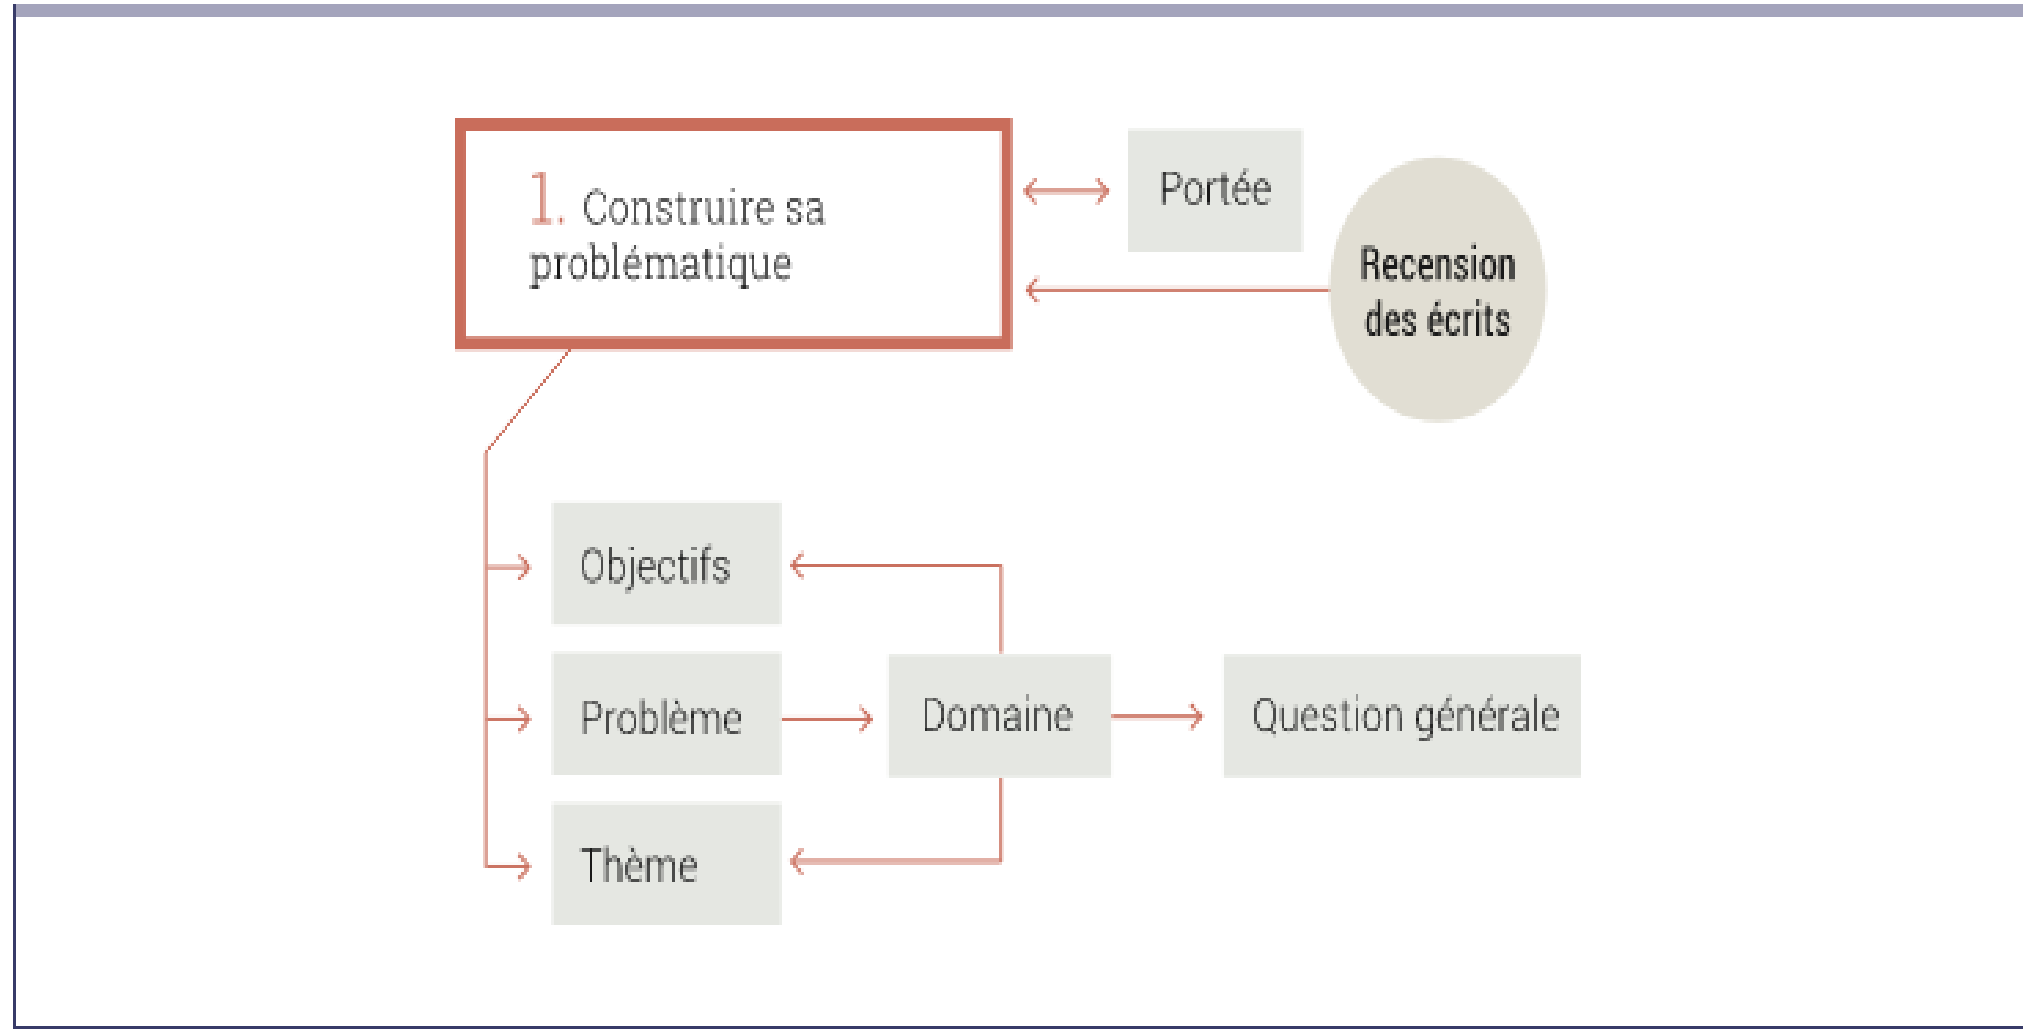 1. Construire sa
problématique
Portée
Recension
des écrits
Objectifs
Problème
Domaine
Question générale
Thème